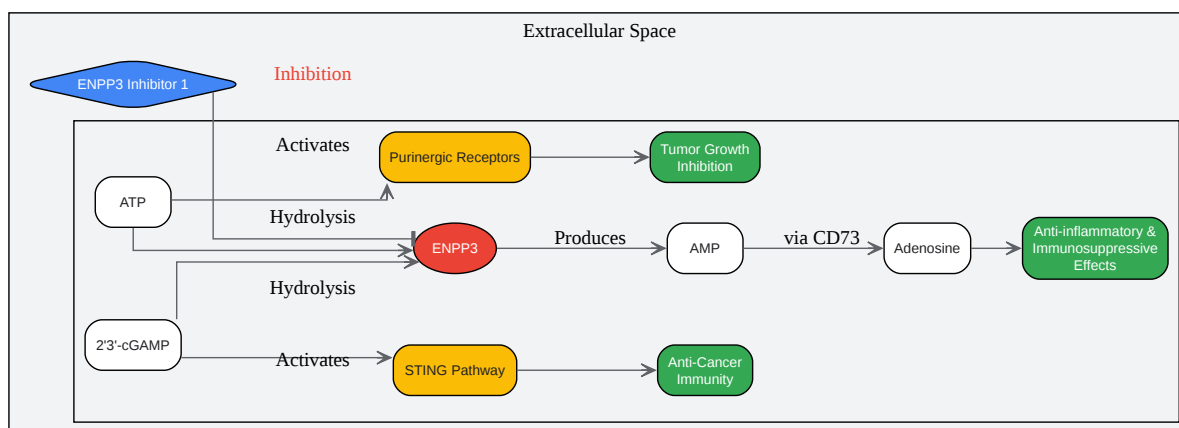 Extracellular Space
Inhibition
ENPP3 Inhibitor 1
Activates
Purinergic Receptors
Tumor Growth
Inhibition
ATP
Hydrolysis
ENPP3
Produces
AMP
via CD73
Adenosine
Anti-inflammatory &
Immunosuppressive
Effects
Hydrolysis
2'3'-cGAMP
Activates
STING Pathway
Anti-Cancer
Immunity